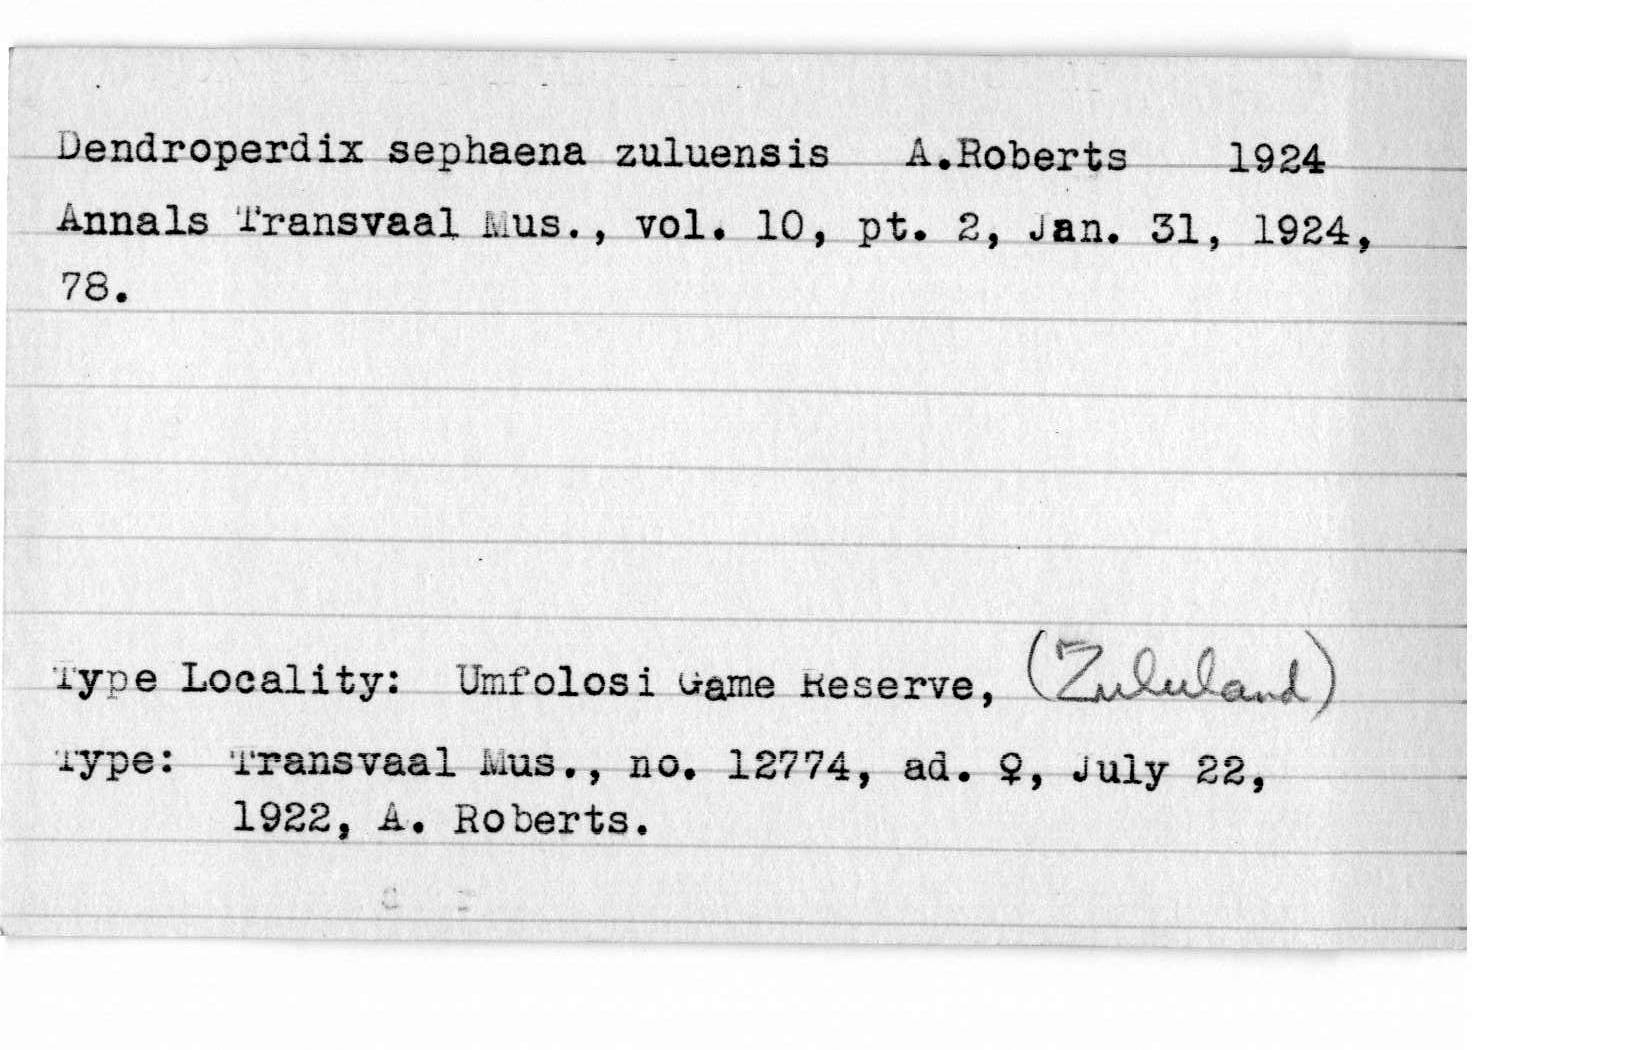 Dendroperdix sephaena zuluensis A.Roberts 1924
Annals Transvaal Mus., vol. 10, pt. 2, Jan. 31, 1924,
78.
Type Locality: Umfolosi Game Reserve, (Zululand)
Type: Transvaal Mus., no. 12774, ad. ♀, July 22,
1922, A. Roberts.